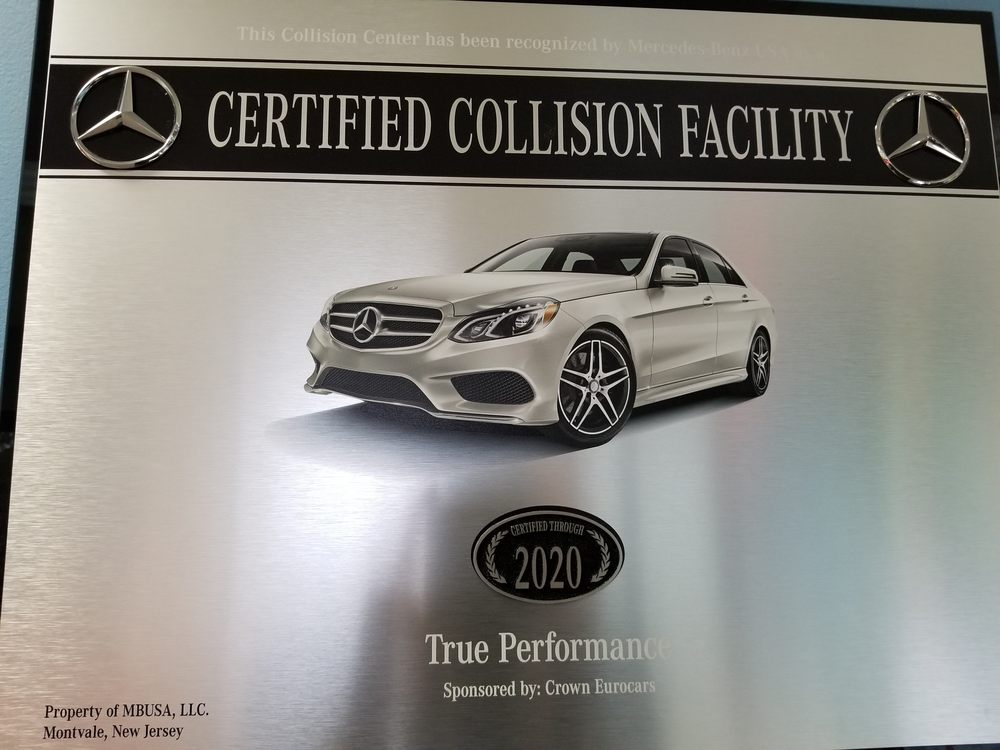 This Collision Center has been recognized by Mercedes-Benz USA
CERTIFIED COLLISION FACILITY
CERTIFIED THROUGH
2020
True Performance
Sponsored by: Crown Eurocars
Property of MBUSA, LLC.
Montvale, New Jersey